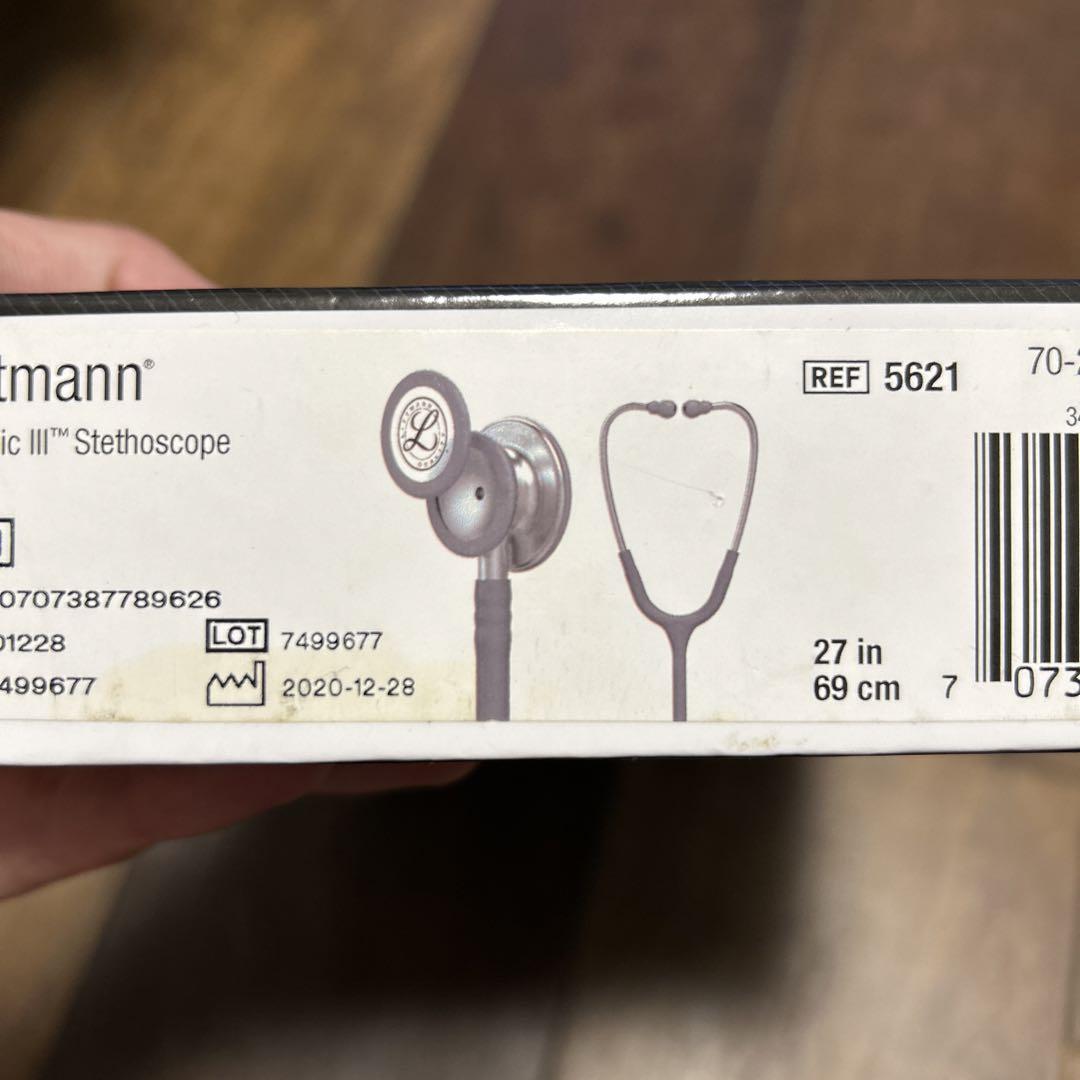 tmann®
ic III™ Stethoscope
REF 5621
70-2
34
0707387789626
01228
LOT 7499677
499677
2020-12-28
27 in
69 cm
7 073
L